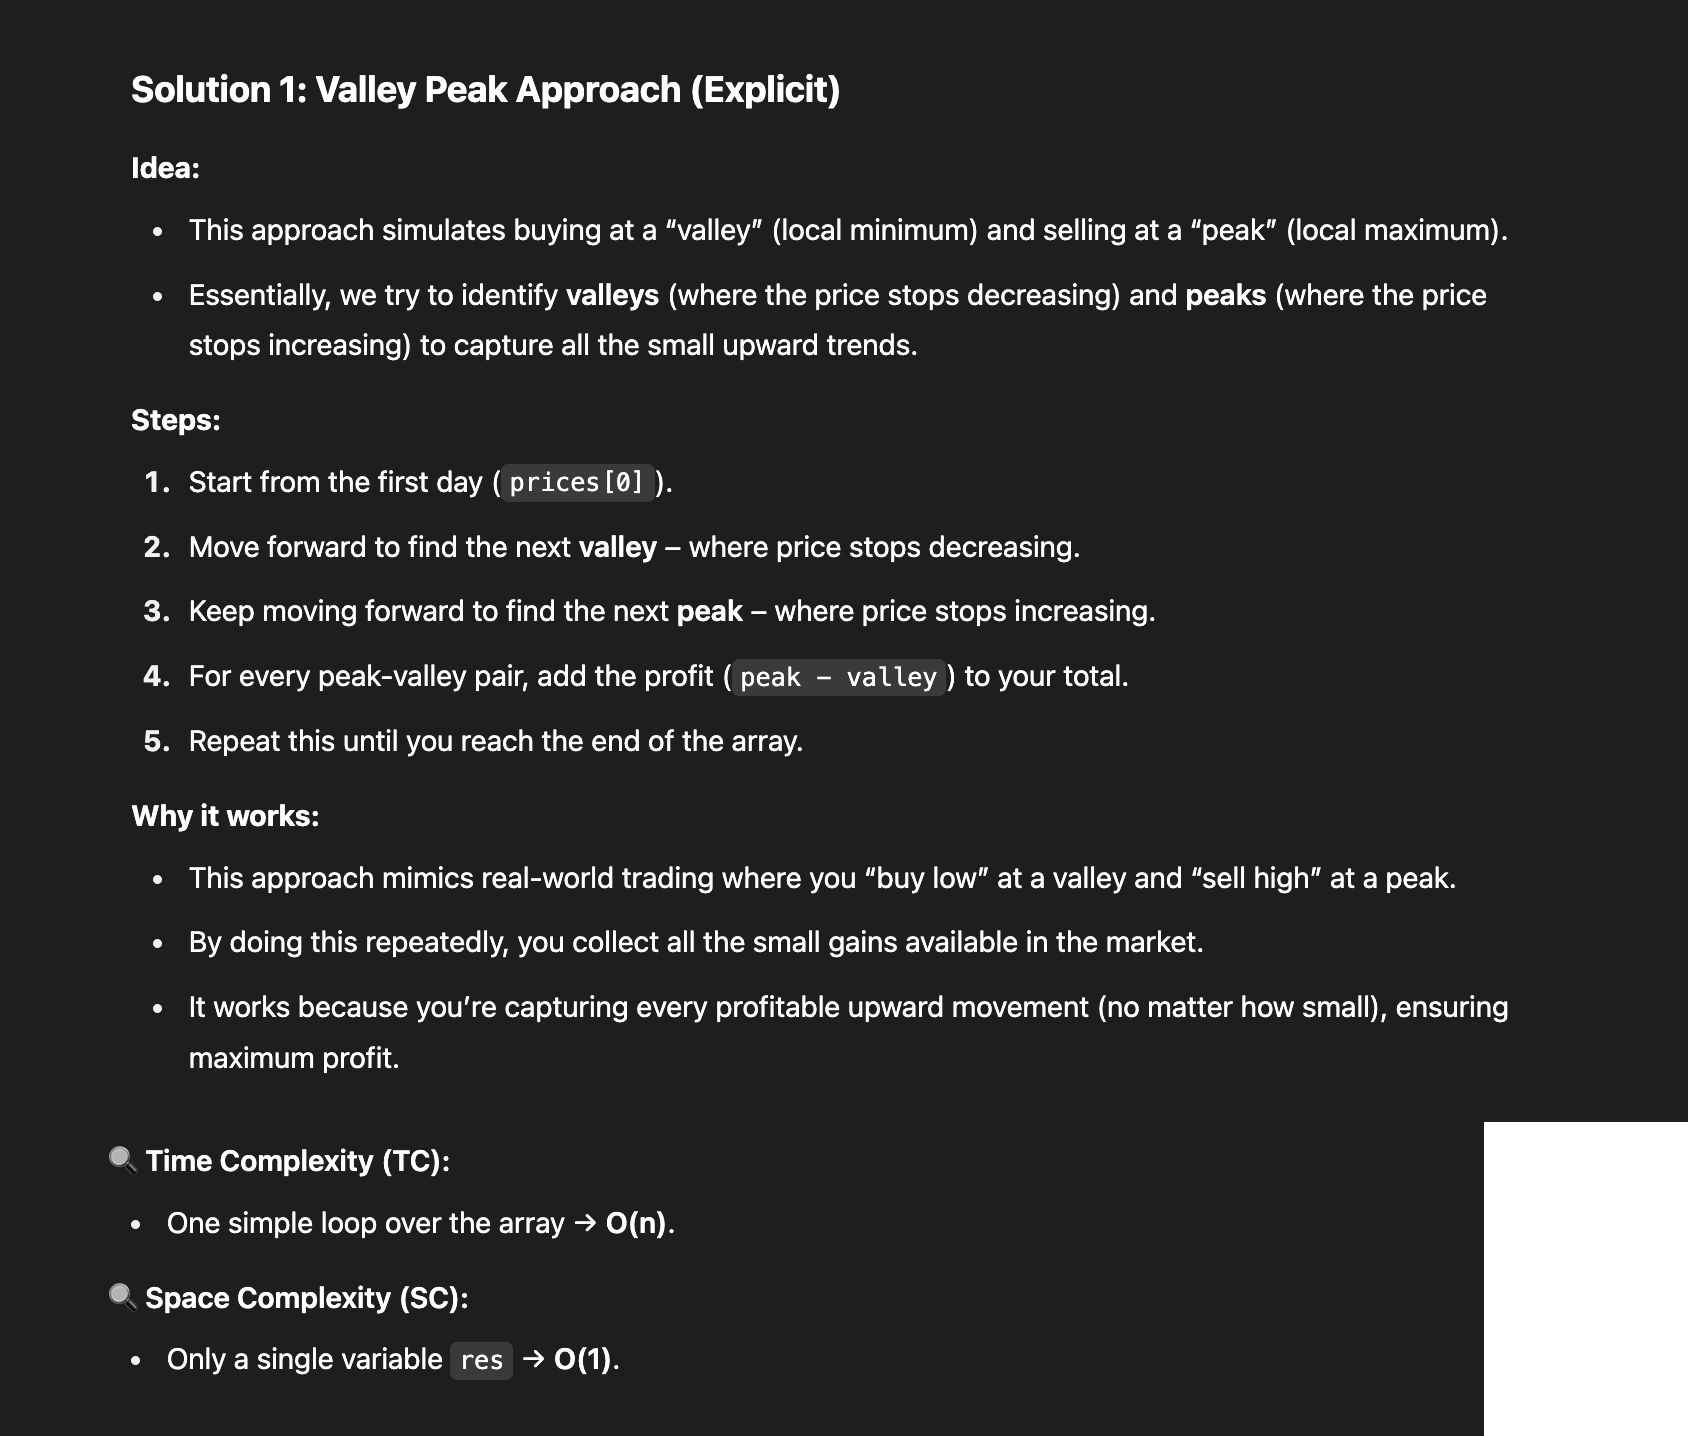 Solution 1: Valley Peak Approach (Explicit)
Idea:
• This approach simulates buying at a “valley” (local minimum) and selling at a “peak” (local maximum).
• Essentially, we try to identify valleys (where the price stops decreasing) and peaks (where the price
stops increasing) to capture all the small upward trends.
Steps:
1. Start from the first day (prices[0]).
2. Move forward to find the next valley – where price stops decreasing.
3. Keep moving forward to find the next peak – where price stops increasing.
4. For every peak-valley pair, add the profit (peak − valley) to your total.
5. Repeat this until you reach the end of the array.
Why it works:
• This approach mimics real-world trading where you “buy low” at a valley and “sell high” at a peak.
• By doing this repeatedly, you collect all the small gains available in the market.
• It works because you’re capturing every profitable upward movement (no matter how small), ensuring
maximum profit.
🔍 Time Complexity (TC):
• One simple loop over the array → O(n).
🔍 Space Complexity (SC):
• Only a single variable res → O(1).